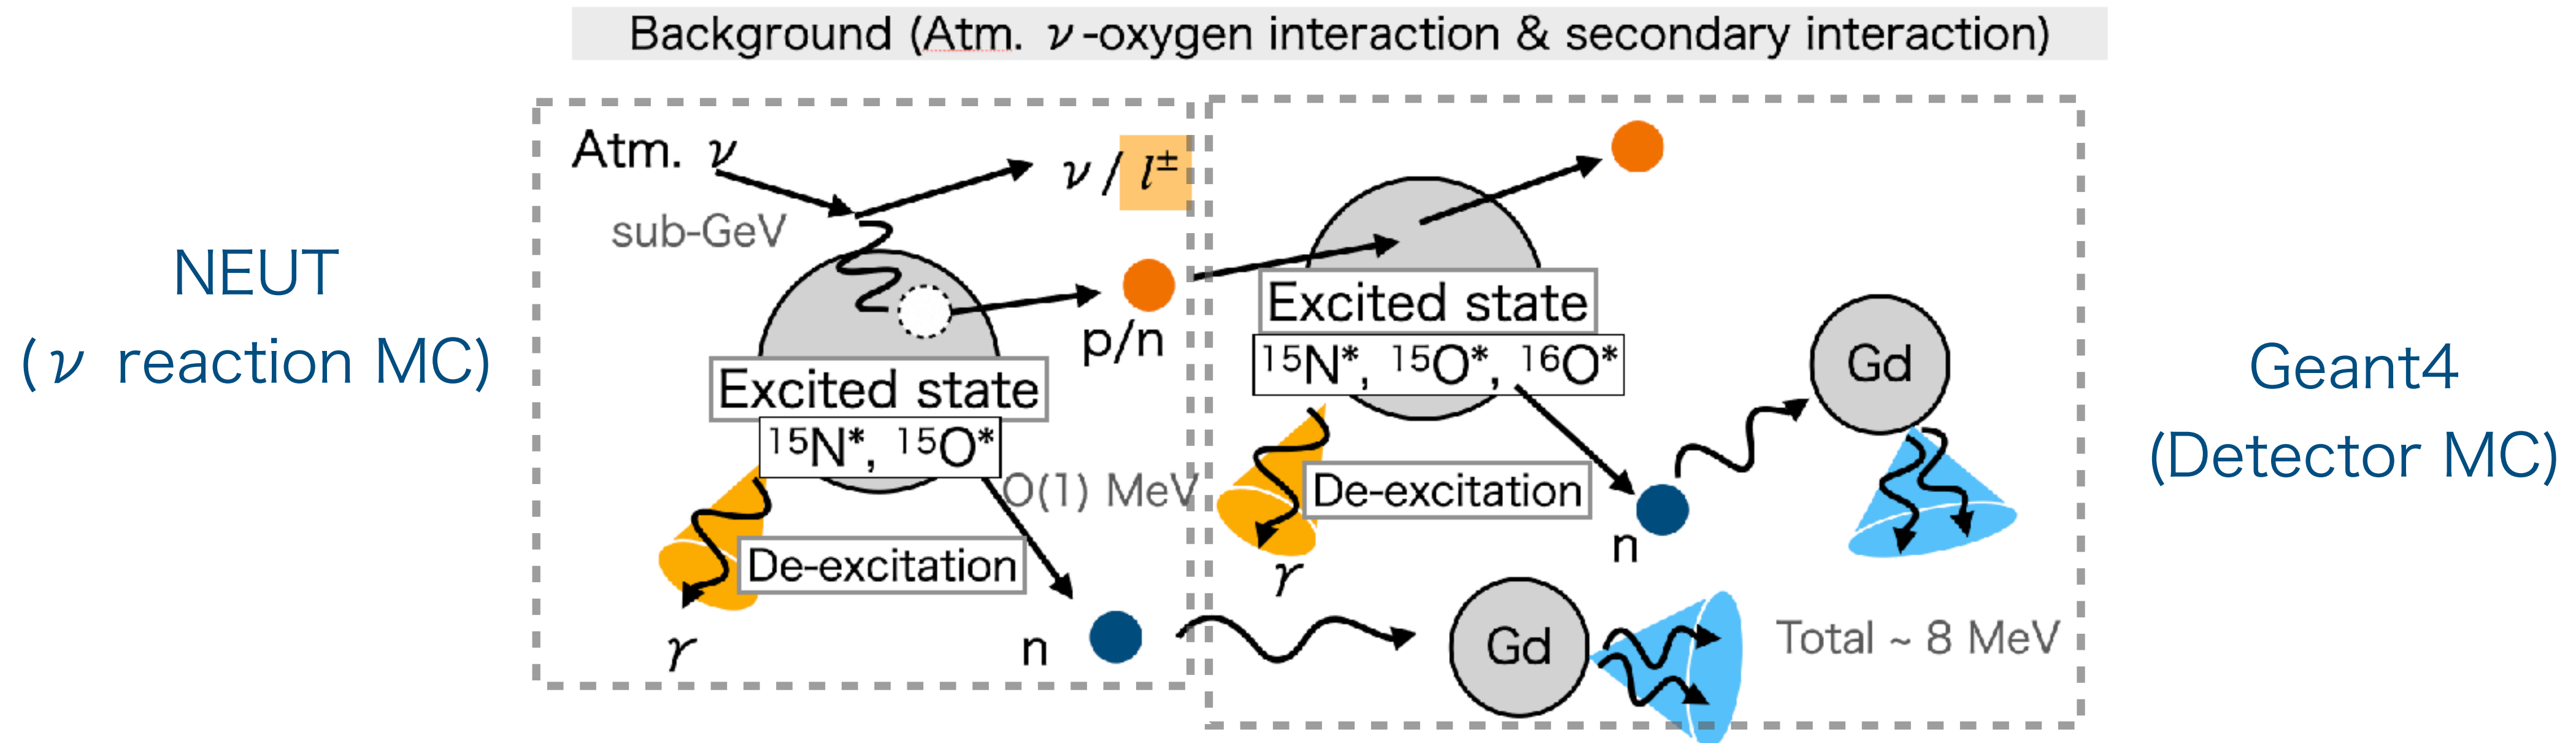 Background (Atm. ν-oxygen interaction & secondary interaction)
NEUT
(ν reaction MC)
Atm. ν
sub-GeV
ν / l±
p/n
Excited state
¹⁵N*, ¹⁵O*
O(1) MeV
De-excitation
γ
n
Excited state
¹⁵N*, ¹⁵O*, ¹⁶O*
De-excitation
γ
n
Gd
Gd
Total ~ 8 MeV
Geant4
(Detector MC)